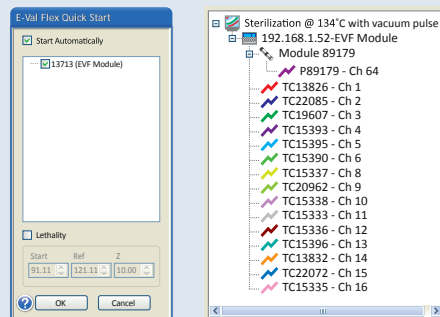 E-Val Flex Quick Start
Start Automatically
13713 (EVF Module)
Lethality
Start Ref Z
91.11 121.11 10.00
? OK Cancel
Sterilization @ 134°C with vacuum pulse
192.168.1.52-EVF Module
Module 89179
P89179 - Ch 64
TC13826 - Ch 1
TC22085 - Ch 2
TC19607 - Ch 3
TC15393 - Ch 4
TC15395 - Ch 5
TC15390 - Ch 6
TC15337 - Ch 8
TC20962 - Ch 9
TC15338 - Ch 10
TC15333 - Ch 11
TC15336 - Ch 12
TC15396 - Ch 13
TC13832 - Ch 14
TC22072 - Ch 15
TC15335 - Ch 16